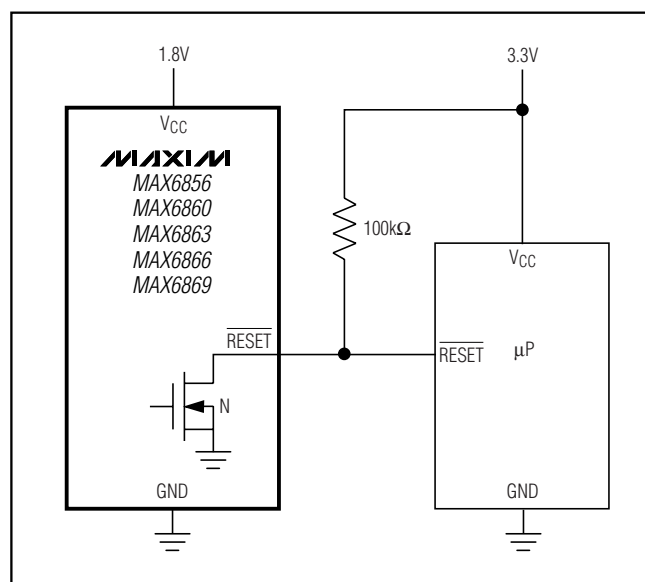 1.8V
VCC
MAXIM
MAX6856
MAX6860
MAX6863
MAX6866
MAX6869
RESET
N
GND
3.3V
100kΩ
VCC
RESET
µP
GND